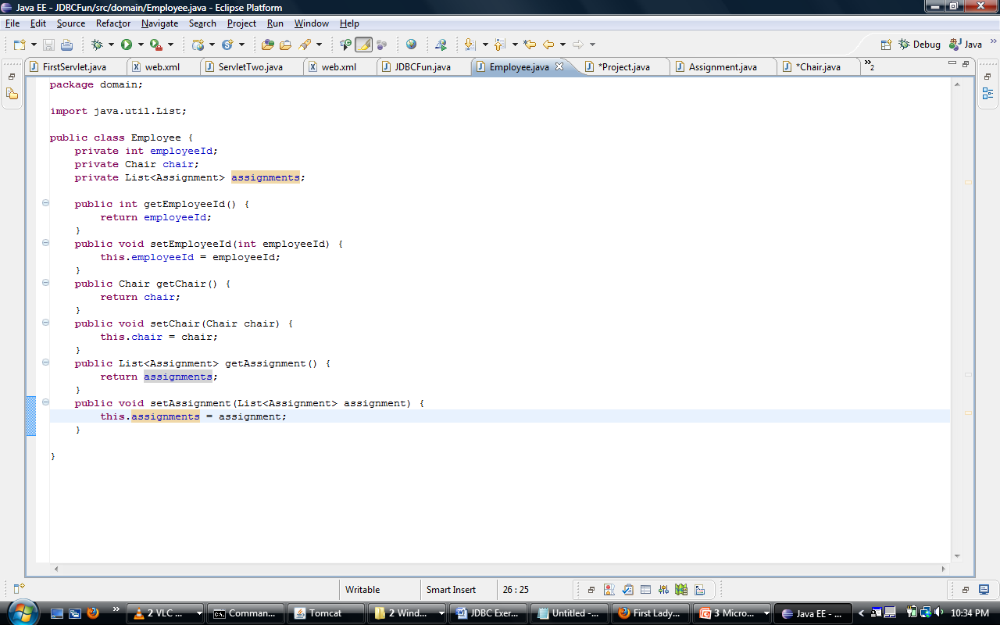 Java EE - JDBCFun/src/domain/Employee.java - Eclipse Platform
File Edit Source Refactor Navigate Search Project Run Window Help
Debug Java
FirstServlet.java web.xml ServletTwo.java web.xml JDBCFun.java Employee.java *Project.java Assignment.java *Chair.java »2
package domain;
import java.util.List;
public class Employee {
private int employeeId;
private Chair chair;
private List<Assignment> assignments;
public int getEmployeeId() {
return employeeId;
}
public void setEmployeeId(int employeeId) {
this.employeeId = employeeId;
}
public Chair getChair() {
return chair;
}
public void setChair(Chair chair) {
this.chair = chair;
}
public List<Assignment> getAssignment() {
return assignments;
}
public void setAssignment(List<Assignment> assignment) {
this.assignments = assignment;
}
}
Writable Smart Insert 26 : 25
2 VLC ... Comman... Tomcat 2 Wind... JDBC Exer... Untitled -... First Lady... 3 Micro... Java EE - ... 10:34 PM